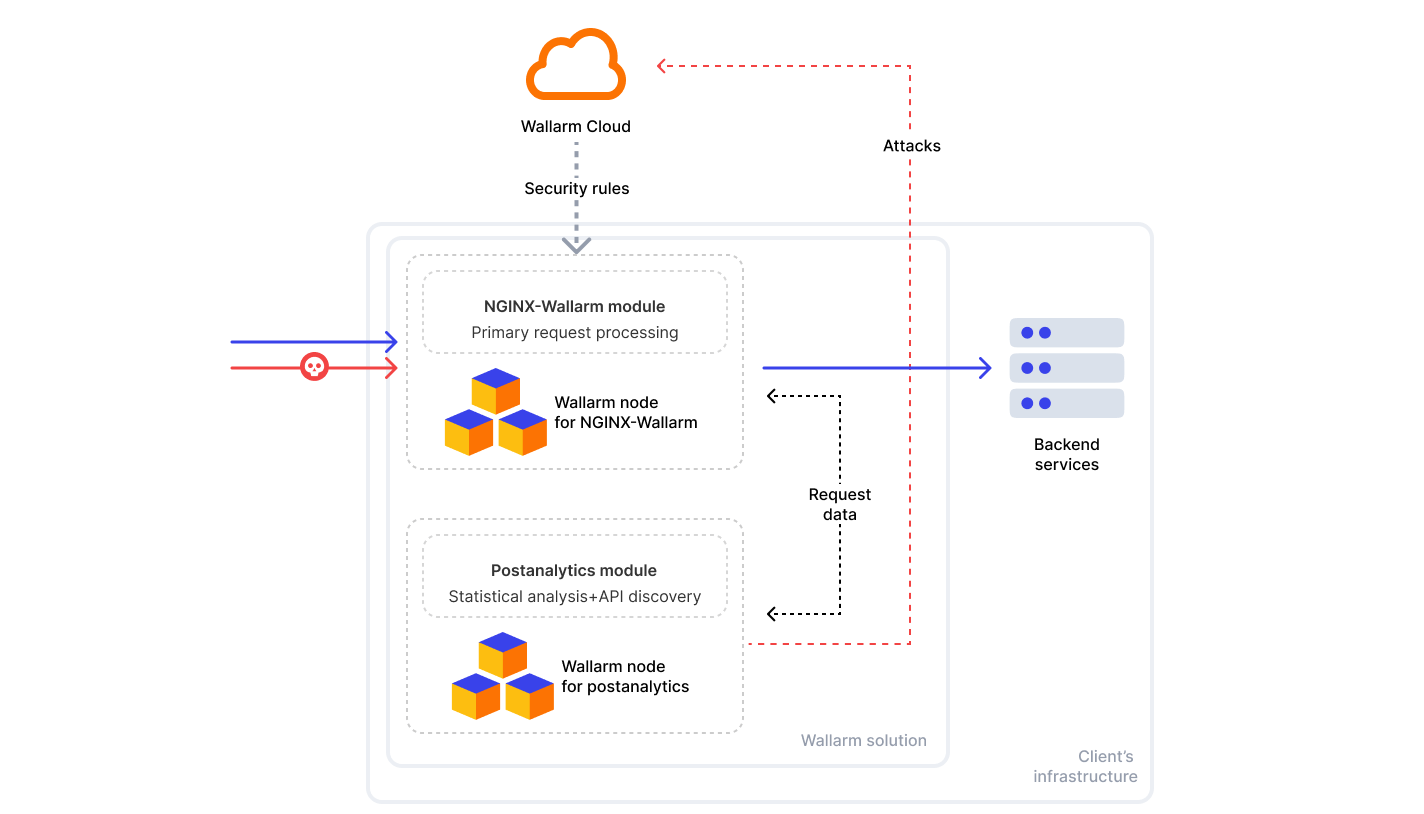 Wallarm Cloud
Attacks
Security rules
NGINX-Wallarm module
Primary request processing
Wallarm node
for NGINX-Wallarm
Backend
services
Request
data
Postanalytics module
Statistical analysis+API discovery
Wallarm node
for postanalytics
Wallarm solution
Client’s
infrastructure